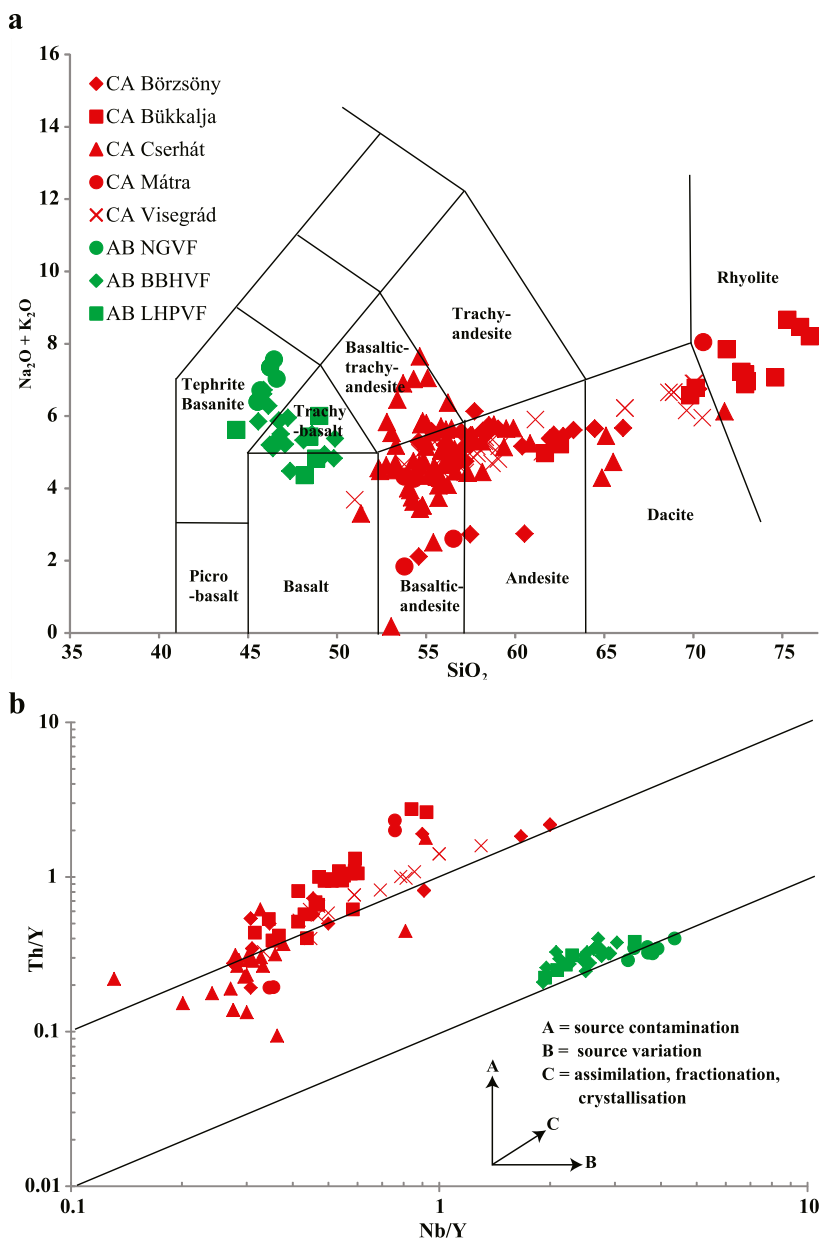 a
16
14
12
10
8
6
4
2
0
Na₂O + K₂O
CA Börzsöny
CA Bükkalja
CA Cserhát
CA Mátra
CA Visegrád
AB NGVF
AB BBHVF
AB LHPVF
Rhyolite
Trachy-
andesite
Basaltic-
trachy-
andesite
Tephrite
Basanite
Trachy
-basalt
Dacite
Picro
-basalt
Basalt
Basaltic-
andesite
Andesite
35 40 45 50 55 60 65 70 75
SiO₂
b
10
1
0.1
0.01
Th/Y
A = source contamination
B = source variation
C = assimilation, fractionation,
crystallisation
A
C
B
0.1 1 10
Nb/Y